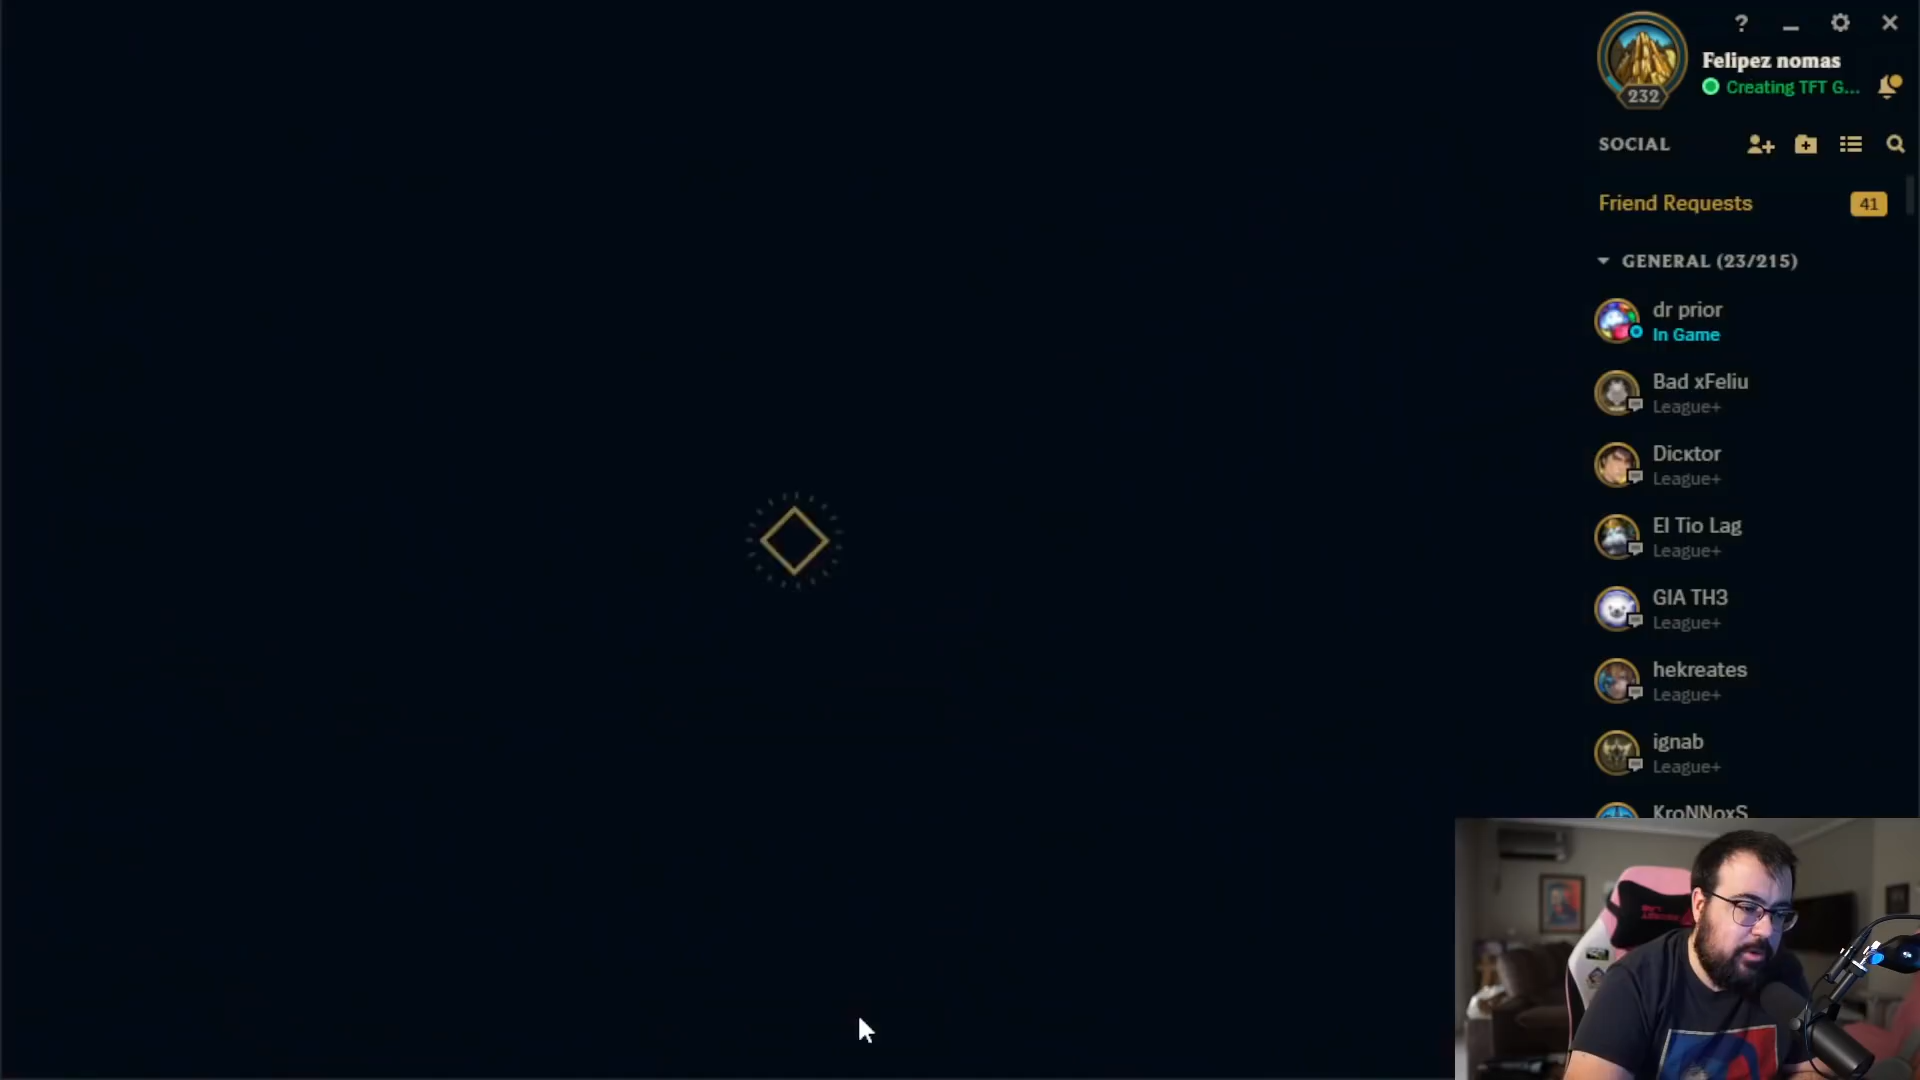 Felipez nomas
232
Creating TFT G...
SOCIAL
Friend Requests
41
GENERAL (23/215)
dr prior
In Game
Bad xFeliu
League+
Dicktor
League+
El Tio Lag
League+
GIA TH3
League+
hekreates
League+
ignab
League+
KroNNoxS